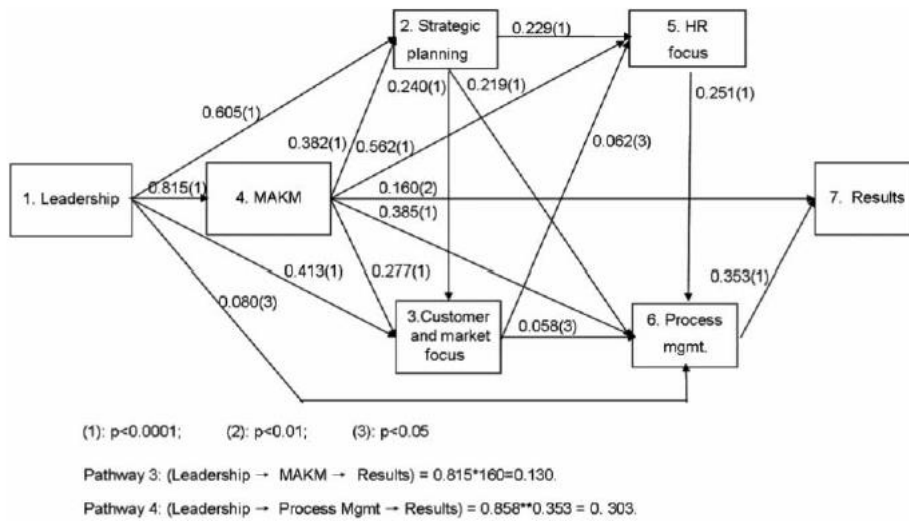 2. Strategic
planning
0.229(1)
5. HR
focus
0.240(1)
0.219(1)
0.251(1)
0.605(1)
0.382(1)
0.562(1)
0.062(3)
1. Leadership
0.815(1)
4. MAKM
0.160(2)
7. Results
0.385(1)
0.413(1)
0.277(1)
0.353(1)
0.080(3)
3.Customer
and market
focus
0.058(3)
6. Process
mgmt.
(1): p<0.0001; (2): p<0.01; (3): p<0.05
Pathway 3: (Leadership → MAKM → Results) = 0.815*160=0.130.
Pathway 4: (Leadership → Process Mgmt → Results) = 0.858**0.353 = 0. 303.